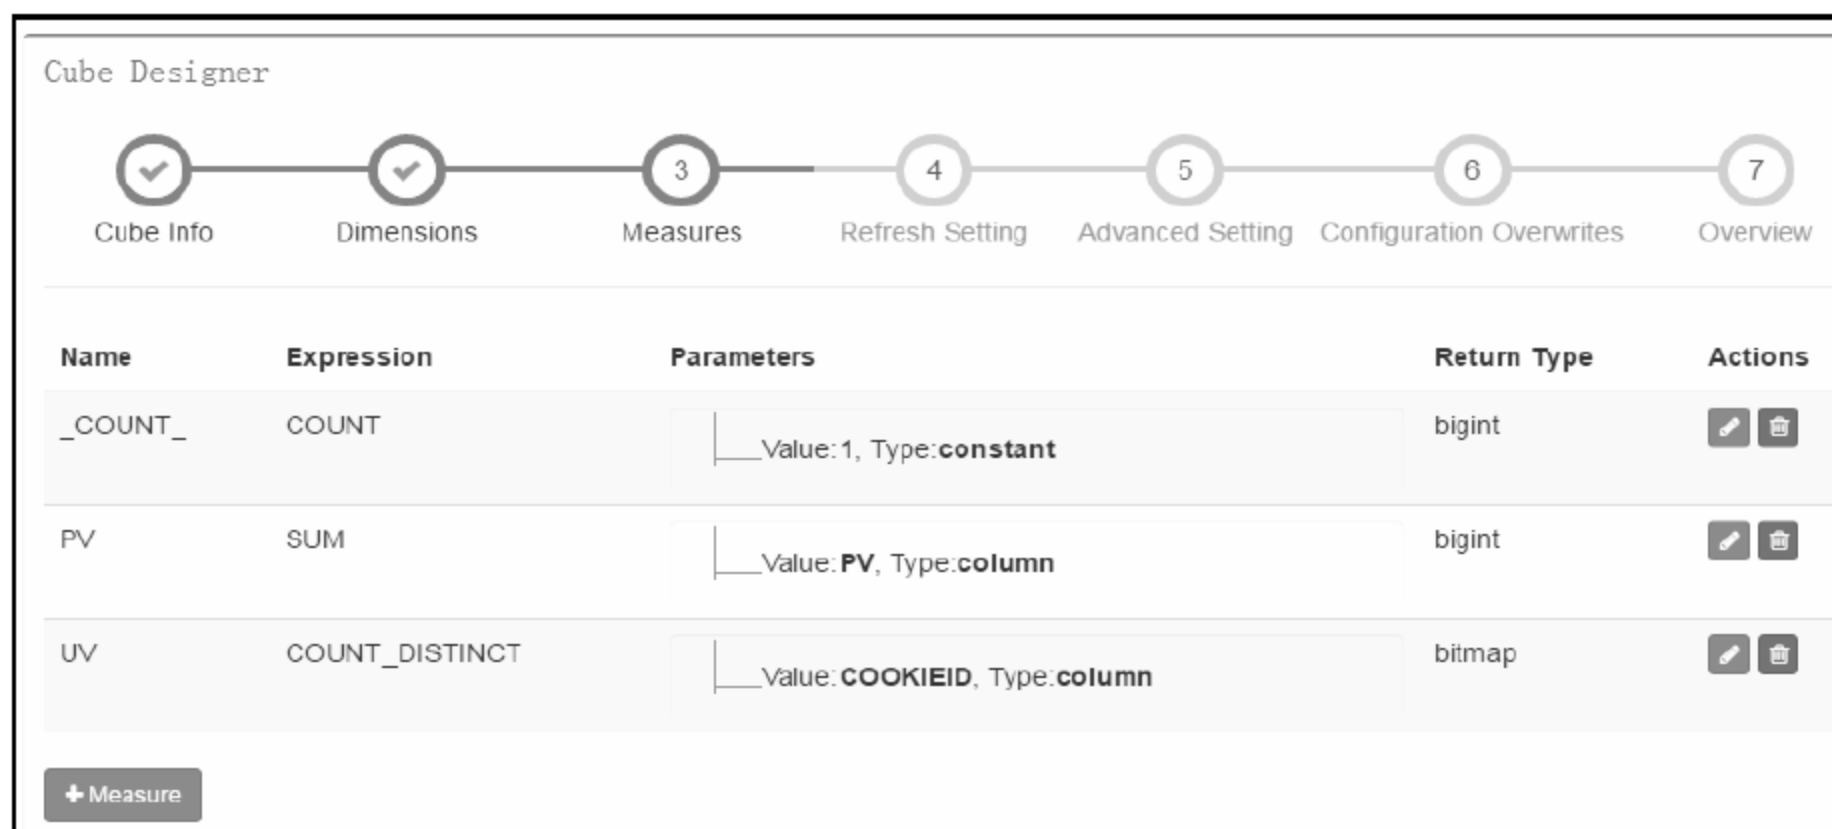 Cube Designer
3 4 5 6 7
Cube Info Dimensions Measures Refresh Setting Advanced Setting Configuration Overwrites Overview
Name Expression Parameters Return Type Actions
_COUNT_ COUNT Value:1, Type:constant bigint
PV SUM Value:PV, Type:column bigint
UV COUNT_DISTINCT Value:COOKIEID, Type:column bitmap
+ Measure